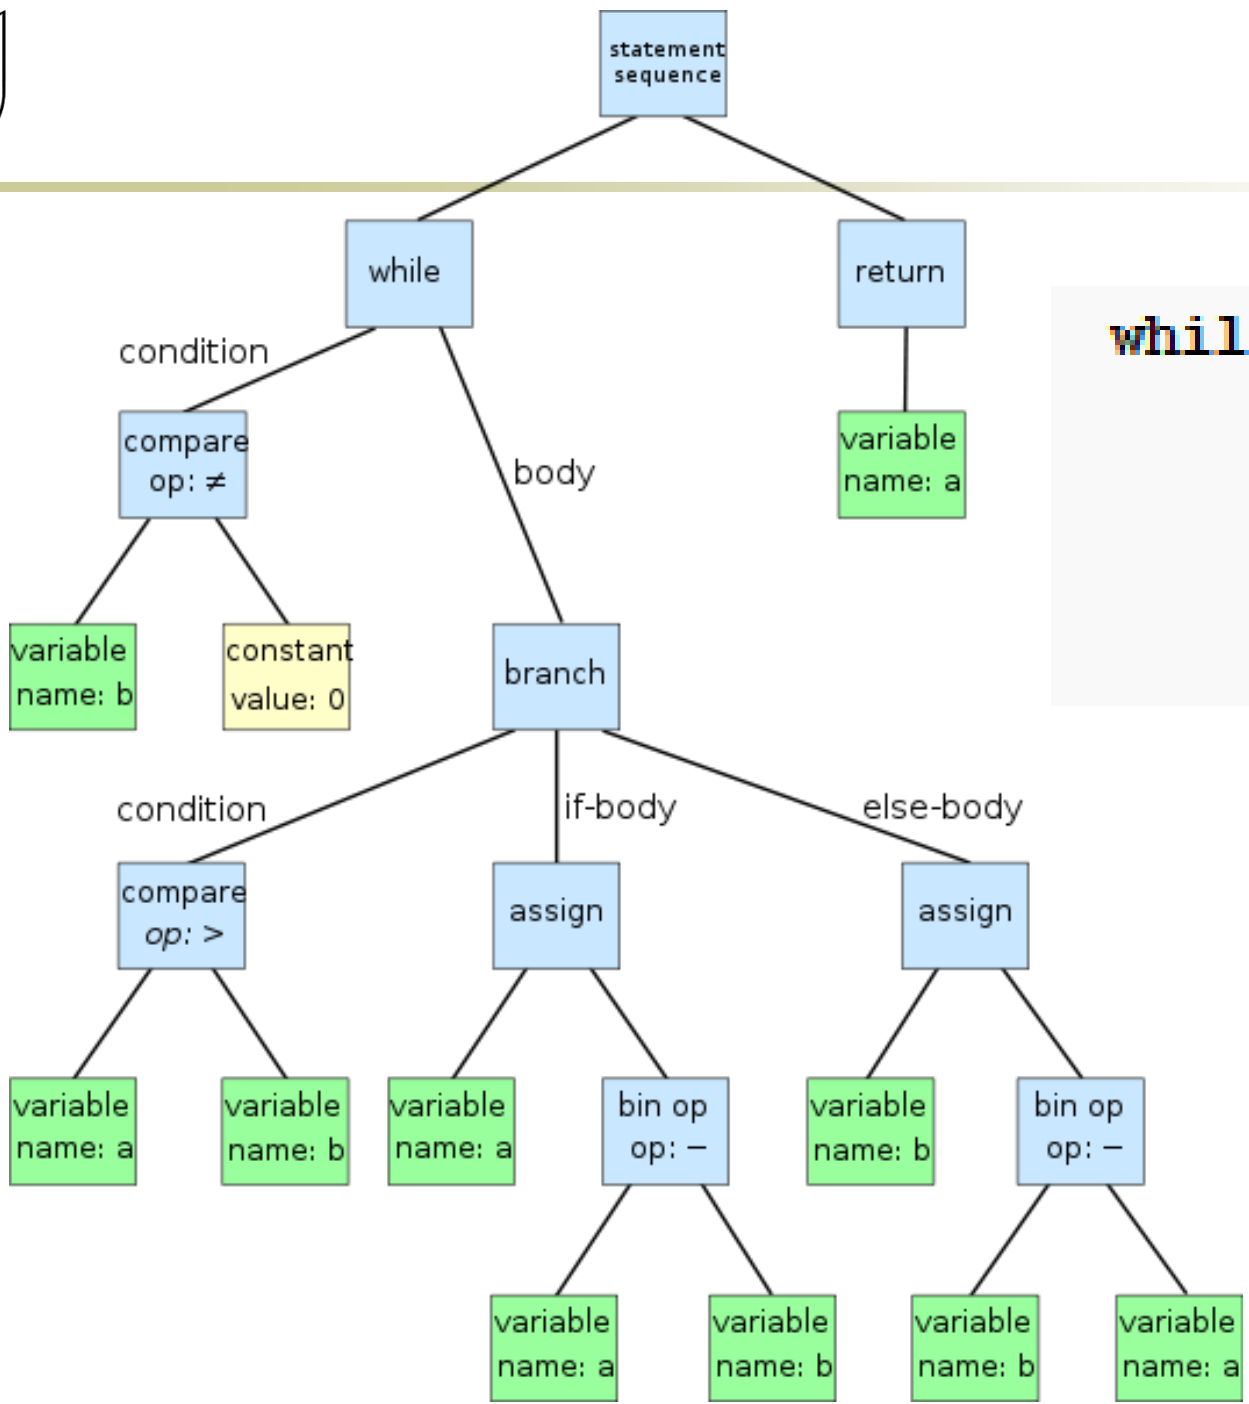 statement
sequence
while
return
whil
condition
compare
op: ≠
body
variable
name: a
variable
name: b
constant
value: 0
branch
condition
if-body
else-body
compare
op: >
assign
assign
variable
name: a
variable
name: b
variable
name: a
bin op
op: −
variable
name: b
bin op
op: −
variable
name: a
variable
name: b
variable
name: b
variable
name: a